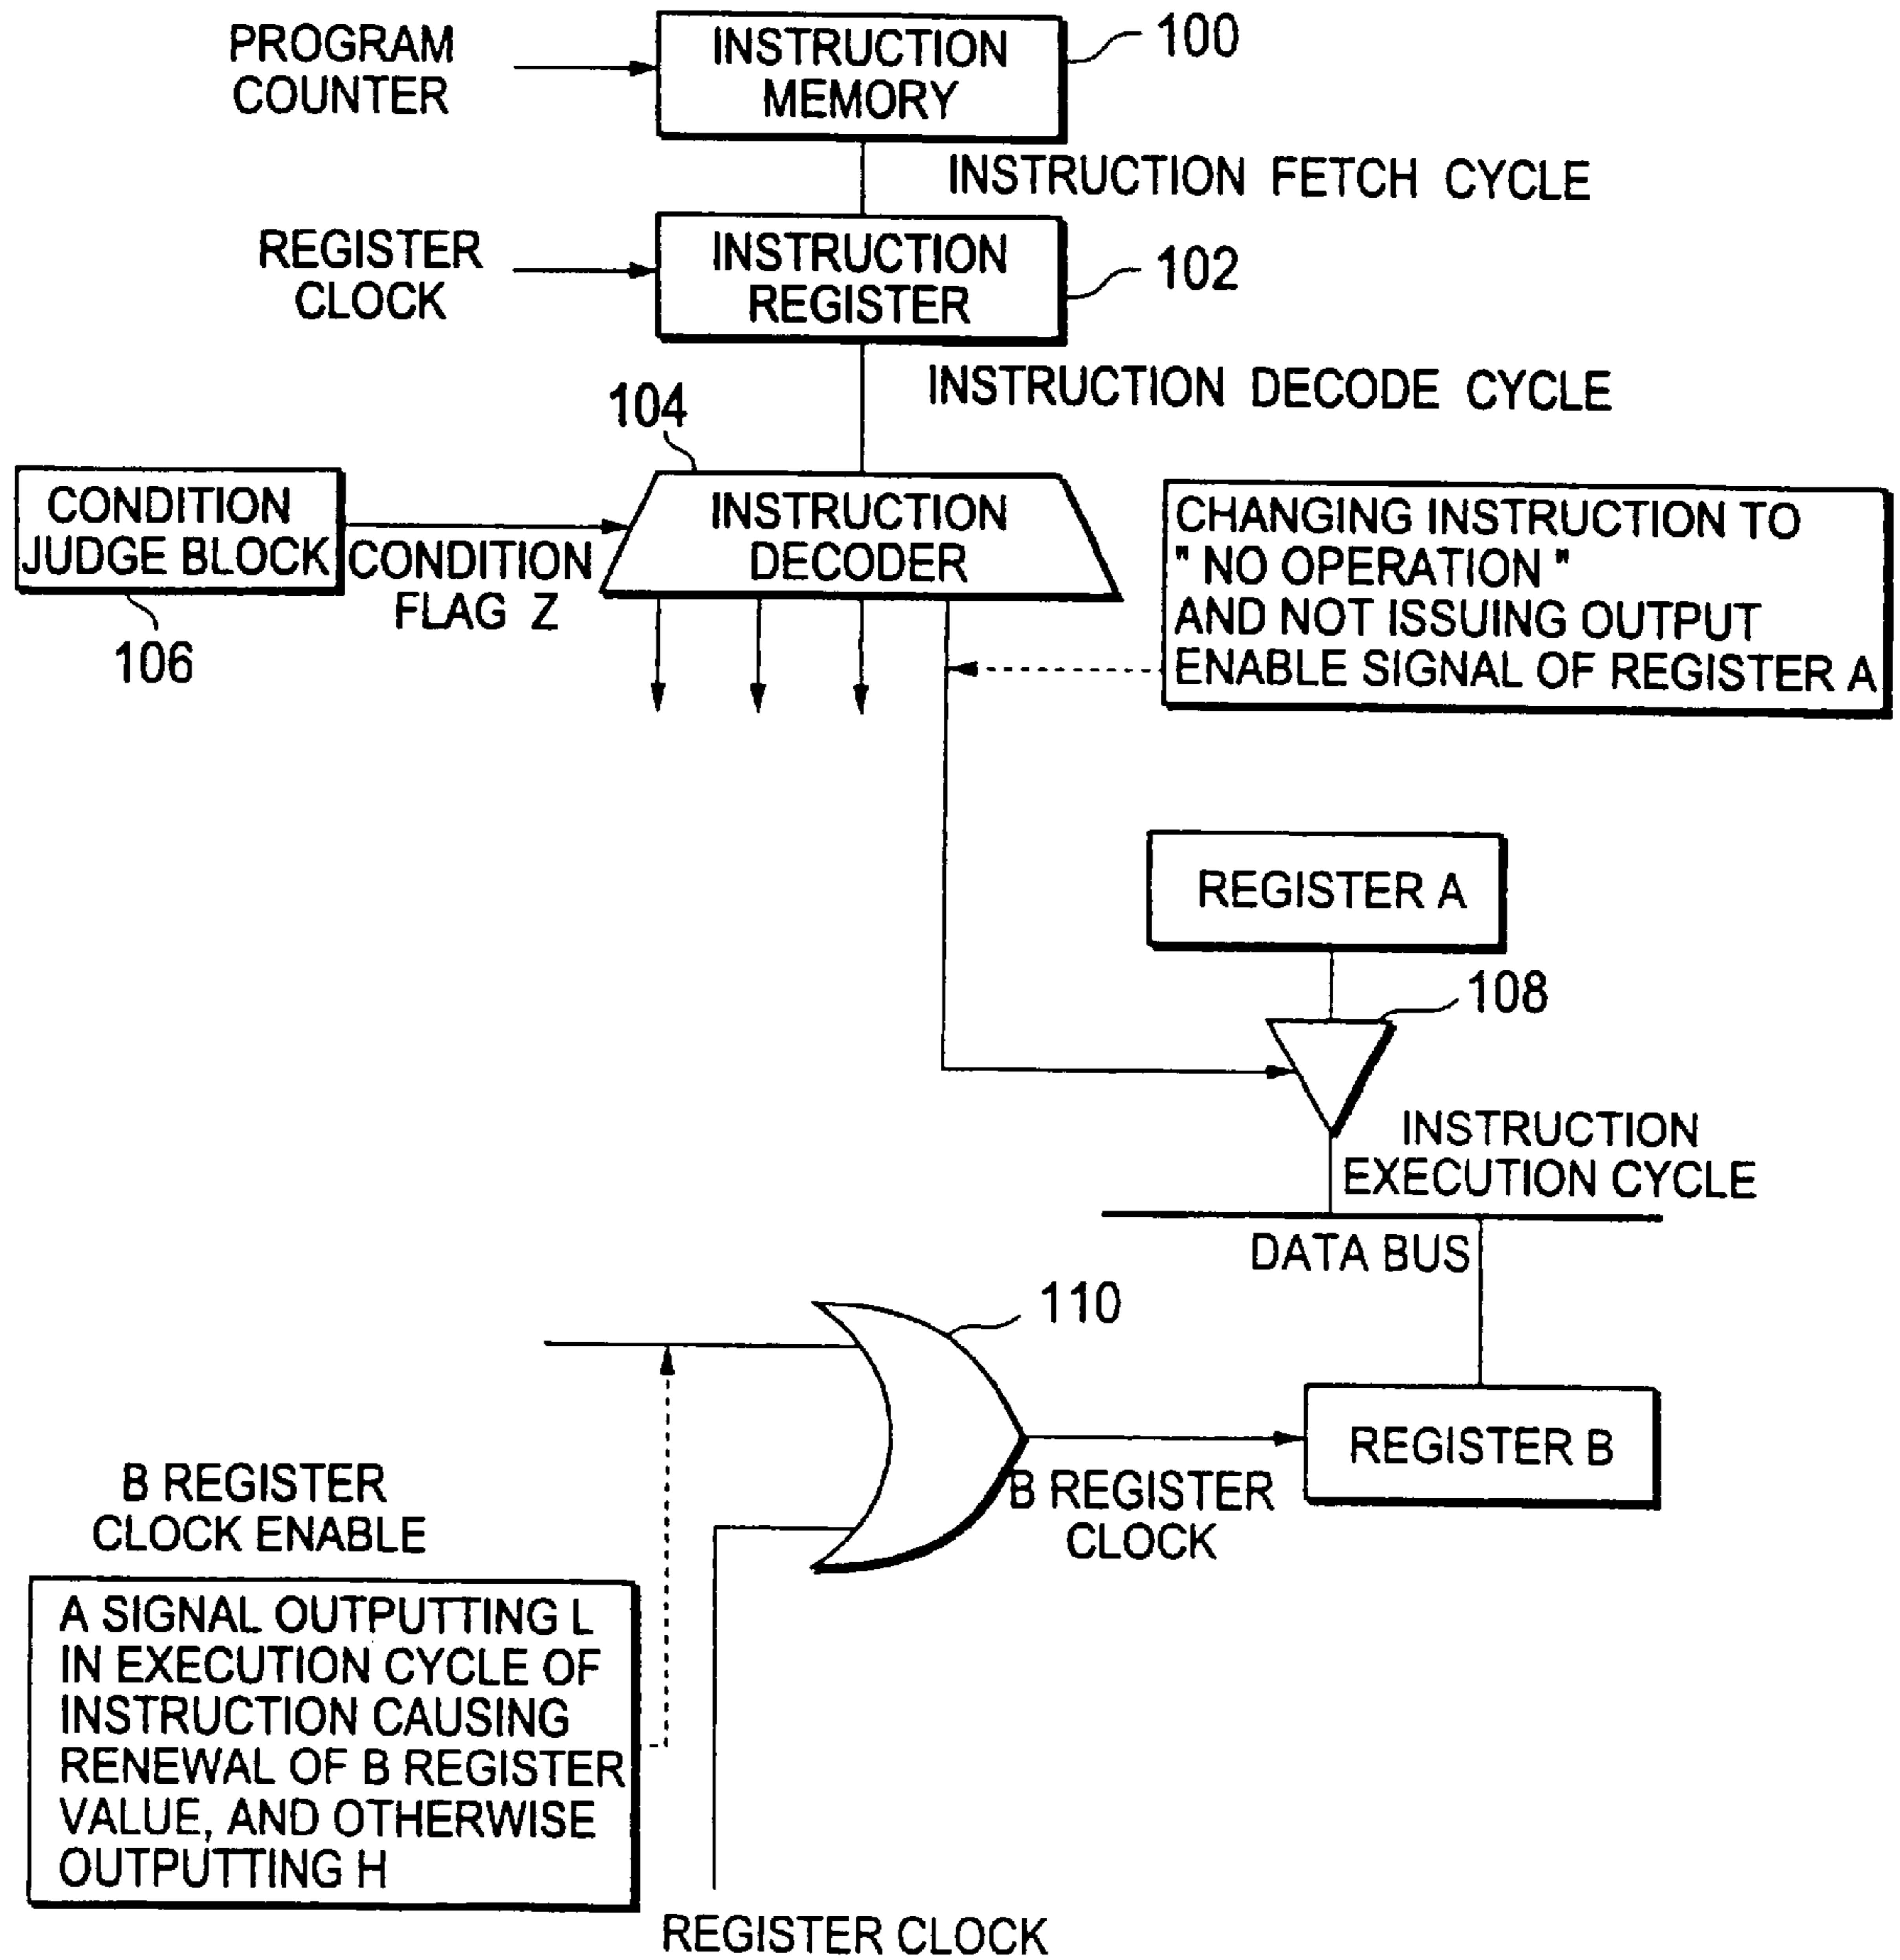 PROGRAM
COUNTER
INSTRUCTION
MEMORY
100
INSTRUCTION FETCH CYCLE
REGISTER
CLOCK
INSTRUCTION
REGISTER
102
INSTRUCTION DECODE CYCLE
104
CONDITION
JUDGE BLOCK
106
CONDITION
FLAG Z
INSTRUCTION
DECODER
CHANGING INSTRUCTION TO
" NO OPERATION "
AND NOT ISSUING OUTPUT
ENABLE SIGNAL OF REGISTER A
REGISTER A
108
INSTRUCTION
EXECUTION CYCLE
DATA BUS
110
B REGISTER
CLOCK ENABLE
B REGISTER
CLOCK
REGISTER B
A SIGNAL OUTPUTTING L
IN EXECUTION CYCLE OF
INSTRUCTION CAUSING
RENEWAL OF B REGISTER
VALUE, AND OTHERWISE
OUTPUTTING H
REGISTER CLOCK